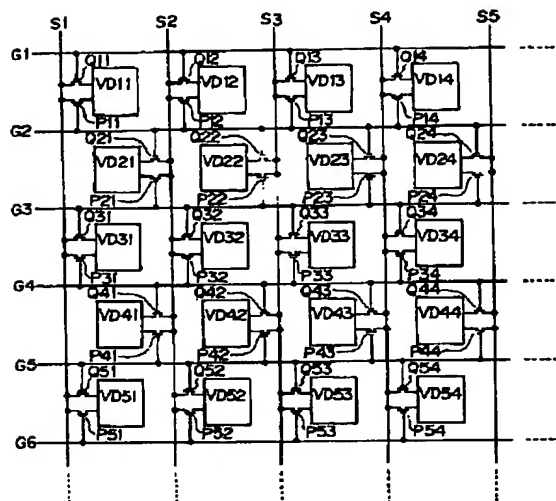 S1 S2 S3 S4 S5
G1
Q11 Q12 Q13 Q14
VD11 VD12 VD13 VD14
P11 P12 P13 P14
G2
Q21 Q22 Q23 Q24
VD21 VD22 VD23 VD24
P21 P22 P23 P24
G3
Q31 Q32 Q33 Q34
VD31 VD32 VD33 VD34
P31 P32 P33 P34
G4
Q41 Q42 Q43 Q44
VD41 VD42 VD43 VD44
P41 P42 P43 P44
G5
Q51 Q52 Q53 Q54
VD51 VD52 VD53 VD54
P51 P52 P53 P54
G6